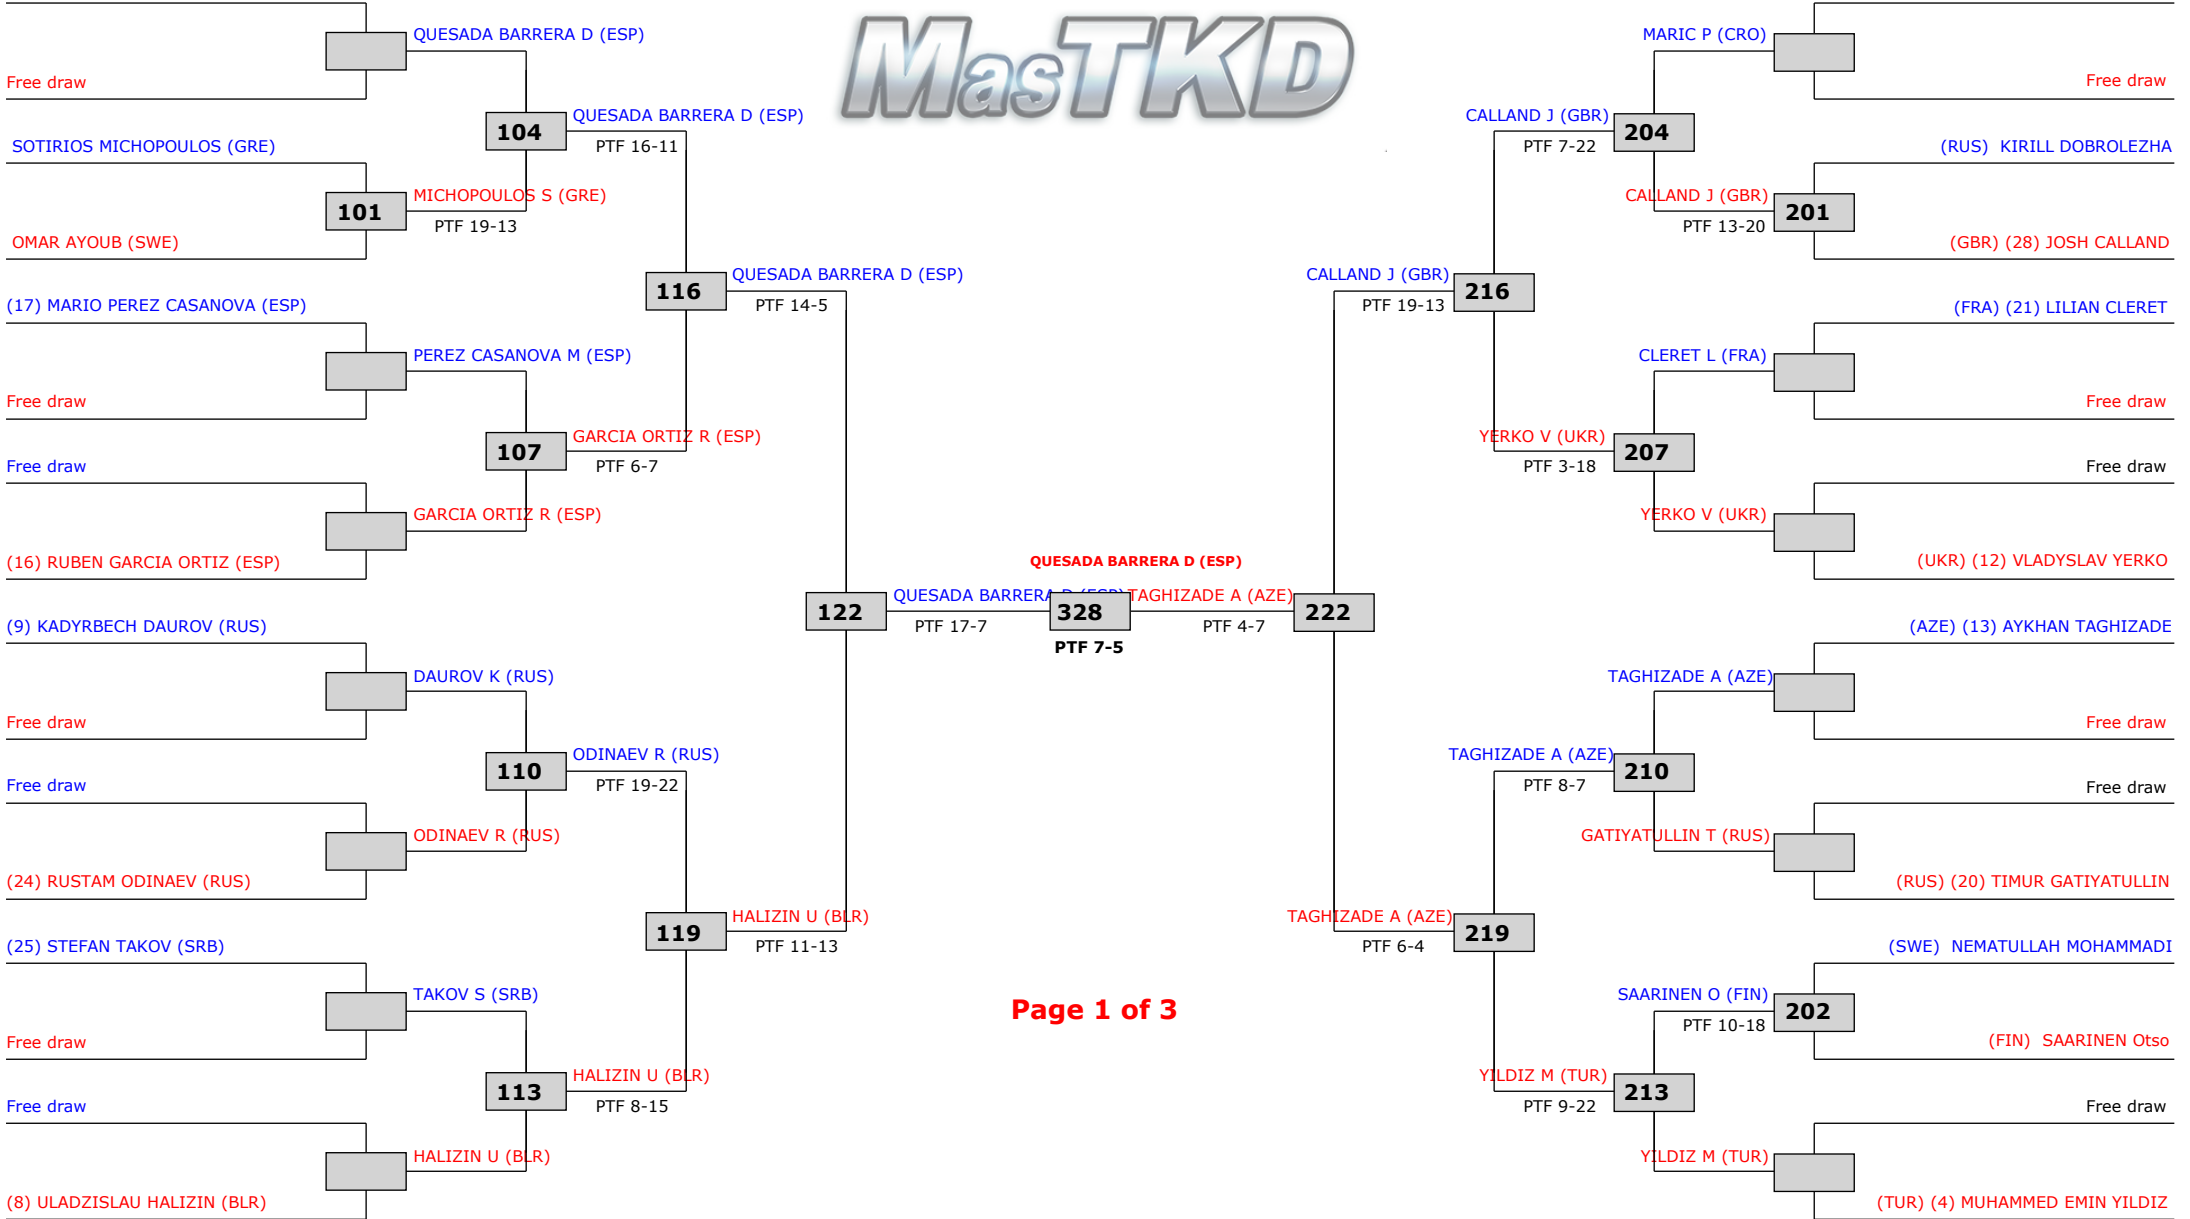 MasTKD
QUESADA BARRERA D (ESP)
Free draw
104
QUESADA BARRERA D (ESP)
PTF 16-11
SOTIRIOS MICHOPOULOS (GRE)
101
MICHOPOULOS S (GRE)
PTF 19-13
OMAR AYOUB (SWE)
116
QUESADA BARRERA D (ESP)
PTF 14-5
(17) MARIO PEREZ CASANOVA (ESP)
PEREZ CASANOVA M (ESP)
Free draw
107
GARCIA ORTIZ R (ESP)
PTF 6-7
Free draw
GARCIA ORTIZ R (ESP)
(16) RUBEN GARCIA ORTIZ (ESP)
122
QUESADA BARRERA D (ESP)
PTF 17-7
(9) KADYRBECH DAUROV (RUS)
DAUROV K (RUS)
Free draw
110
ODINAEV R (RUS)
PTF 19-22
Free draw
ODINAEV R (RUS)
(24) RUSTAM ODINAEV (RUS)
119
HALIZIN U (BLR)
PTF 11-13
(25) STEFAN TAKOV (SRB)
TAKOV S (SRB)
Free draw
113
HALIZIN U (BLR)
PTF 8-15
Free draw
HALIZIN U (BLR)
(8) ULADZISLAU HALIZIN (BLR)
QUESADA BARRERA D (ESP)
328
PTF 7-5
Page 1 of 3
MARIC P (CRO)
Free draw
CALLAND J (GBR)
204
PTF 7-22
(RUS) KIRILL DOBROLEZHA
CALLAND J (GBR)
201
PTF 13-20
(GBR) (28) JOSH CALLAND
CALLAND J (GBR)
216
PTF 19-13
(FRA) (21) LILIAN CLERET
CLERET L (FRA)
Free draw
YERKO V (UKR)
207
PTF 3-18
Free draw
YERKO V (UKR)
(UKR) (12) VLADYSLAV YERKO
TAGHIZADE A (AZE)
222
PTF 4-7
(AZE) (13) AYKHAN TAGHIZADE
TAGHIZADE A (AZE)
Free draw
TAGHIZADE A (AZE)
210
PTF 8-7
Free draw
GATIYATULLIN T (RUS)
(RUS) (20) TIMUR GATIYATULLIN
TAGHIZADE A (AZE)
219
PTF 6-4
(SWE) NEMATULLAH MOHAMMADI
SAARINEN O (FIN)
202
PTF 10-18
(FIN) SAARINEN Otso
YILDIZ M (TUR)
213
PTF 9-22
Free draw
YILDIZ M (TUR)
(TUR) (4) MUHAMMED EMIN YILDIZ